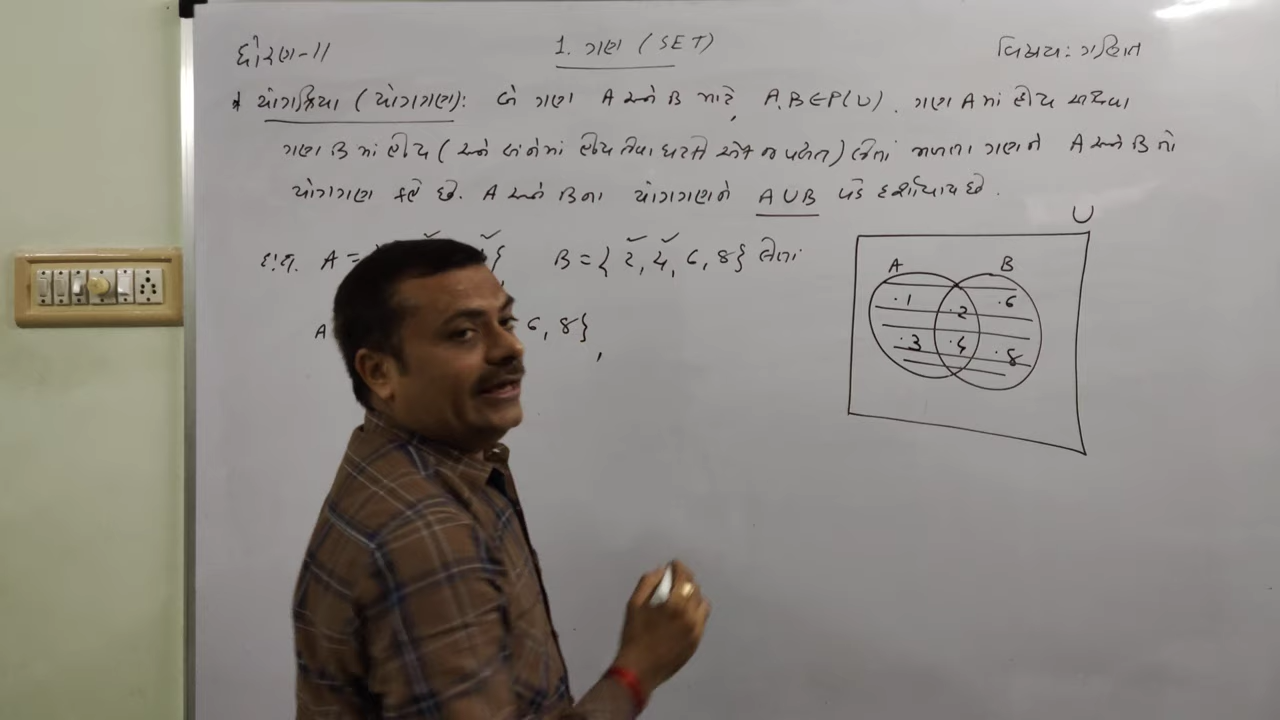 ધોરણ-11
1. ગણ (SET)
વિષય: ગણિત
* યોગક્રિયા (યોગગણ): બે ગણ A અને B માટે, A,B ∈ P(U). ગણ A માં હોય અથવા
ગણ B માં હોય (અને બંનેમાં હોય તેવા ઘટકો એક જ વખત) લેતાં મળતા ગણને A અને B નો
યોગગણ કહે છે. A અને B ના યોગગણને A ∪ B વડે દર્શાવાય છે.
U
દા.ત. A = } B = {2, 4, 6, 8} લેતાં
A 6, 8},
A B
.1 .2 .6
.3 .4 .8